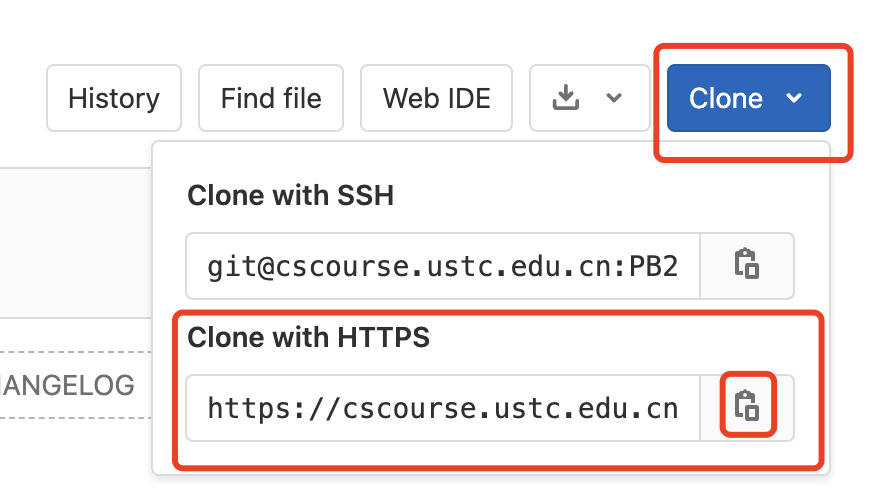 History Find file Web IDE Clone
Clone with SSH
git@cscourse.ustc.edu.cn:PB2
Clone with HTTPS
ANGELOG
https://cscourse.ustc.edu.cn